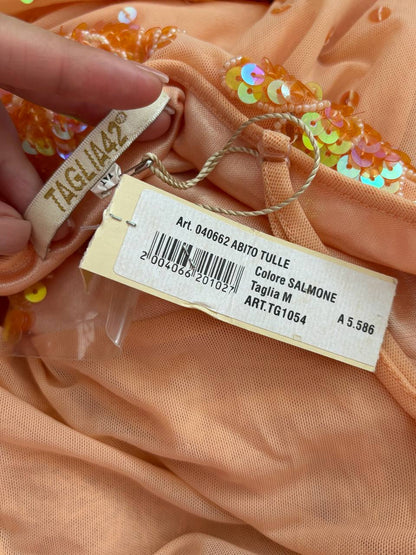 TAGLIA42®
Art. 040662 ABITO TULLE
2 004066 201027
Colore SALMONE
Taglia M
ART.TG1054
A 5.586